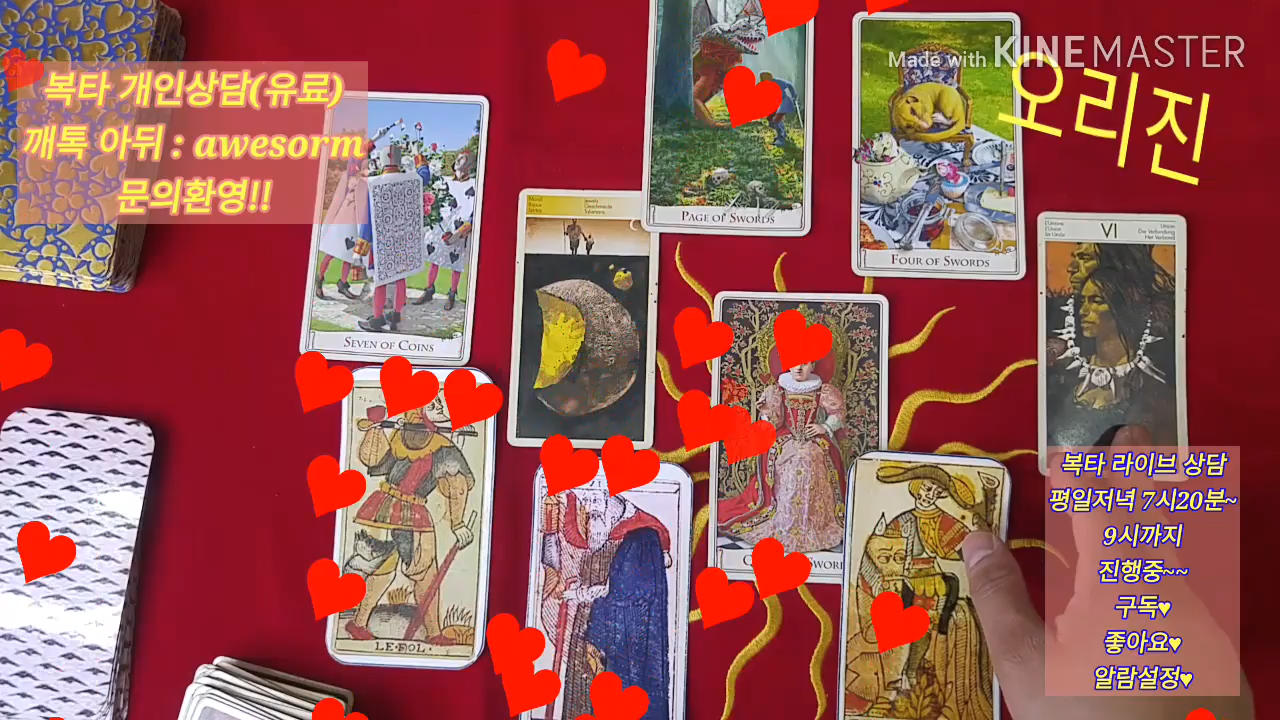 복타 개인상담(유료)
깨톡 아뒤 : awesorm
문의환영!!
Made with KINEMASTER
오리진
SEVEN OF COINS
PAGE OF SWORDS
FOUR OF SWORDS
VI
LE·FOL·
복타 라이브 상담
평일저녁 7시20분~
9시까지
진행중~~
구독♥
좋아요♥
알람설정♥